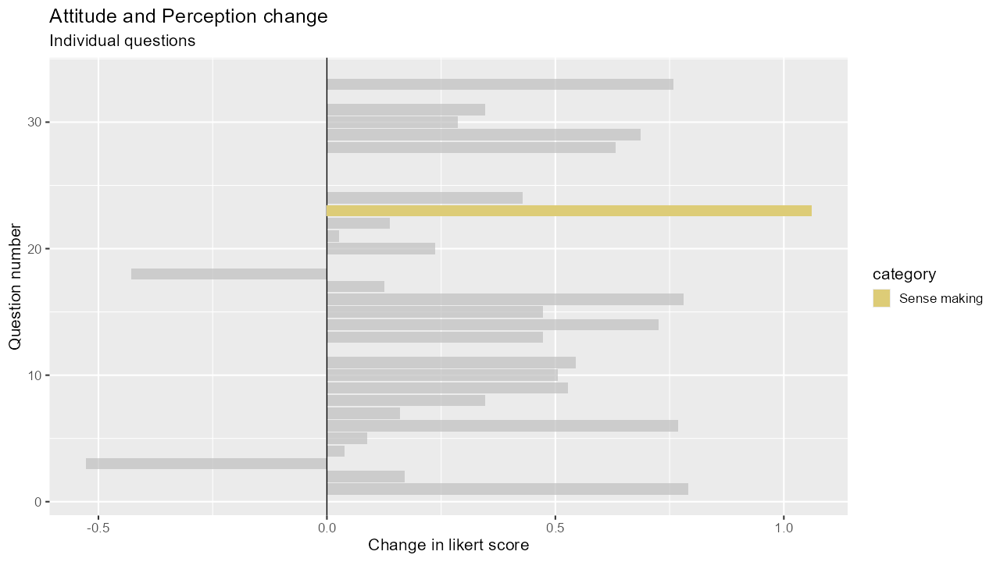 Attitude and Perception change
Individual questions
30
20
10
0
Question number
-0.5
0.0
0.5
1.0
Change in likert score
category
Sense making